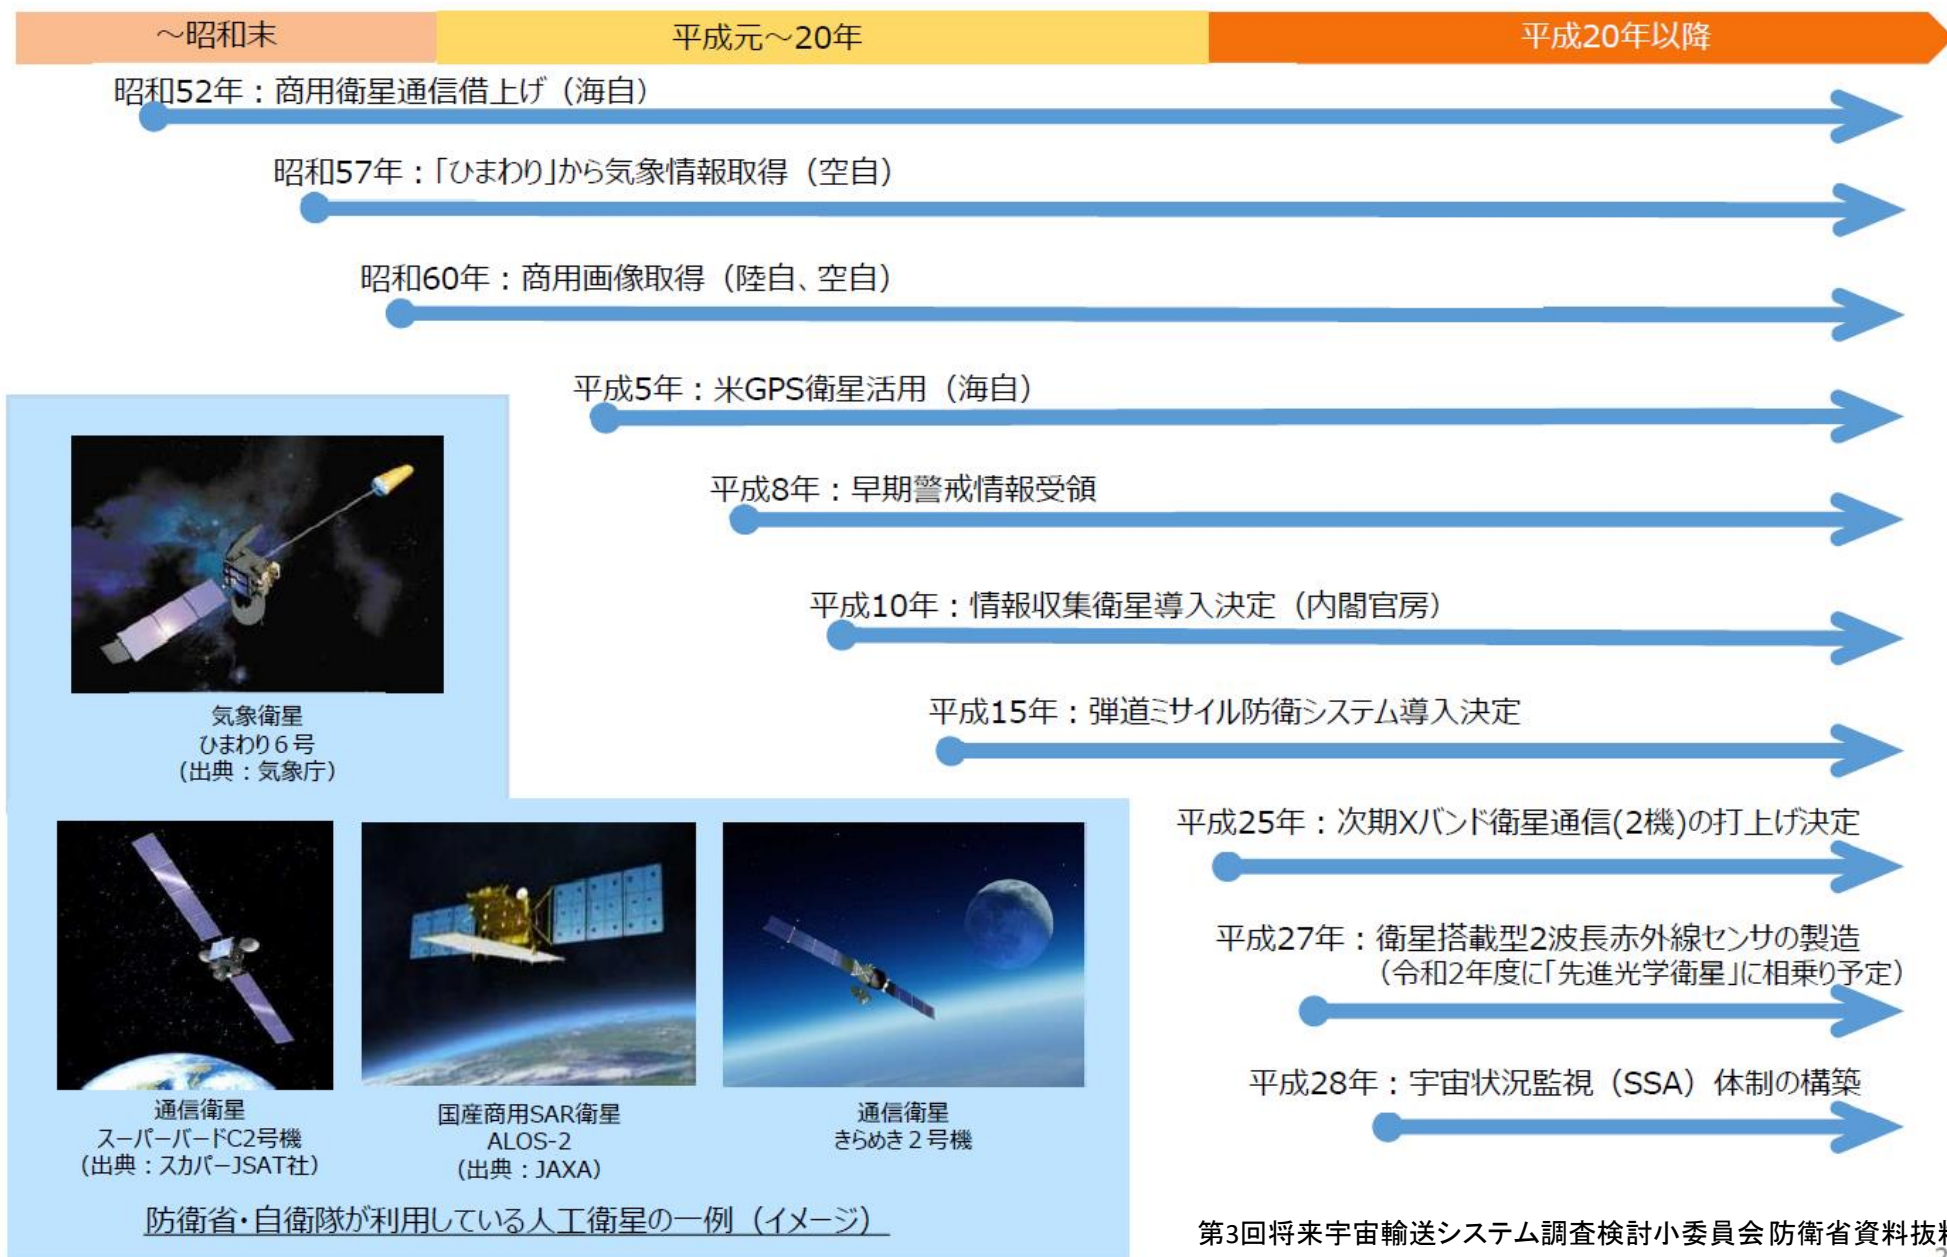 ～昭和末
平成元～20年
平成20年以降
昭和52年：商用衛星通信借上げ（海自）
昭和57年：「ひまわり」から気象情報取得（空自）
昭和60年：商用画像取得（陸自、空自）
平成5年：米GPS衛星活用（海自）
平成8年：早期警戒情報受領
平成10年：情報収集衛星導入決定（内閣官房）
平成15年：弾道ミサイル防衛システム導入決定
平成25年：次期Xバンド衛星通信(2機)の打上げ決定
平成27年：衛星搭載型2波長赤外線センサの製造
（令和2年度に「先進光学衛星」に相乗り予定）
平成28年：宇宙状況監視（SSA）体制の構築
気象衛星
ひまわり６号
（出典：気象庁）
通信衛星
スーパーバードC2号機
（出典：スカパーJSAT社）
国産商用SAR衛星
ALOS-2
（出典：JAXA）
通信衛星
きらめき２号機
防衛省・自衛隊が利用している人工衛星の一例（イメージ）
第3回将来宇宙輸送システム調査検討小委員会 防衛省資料抜粋